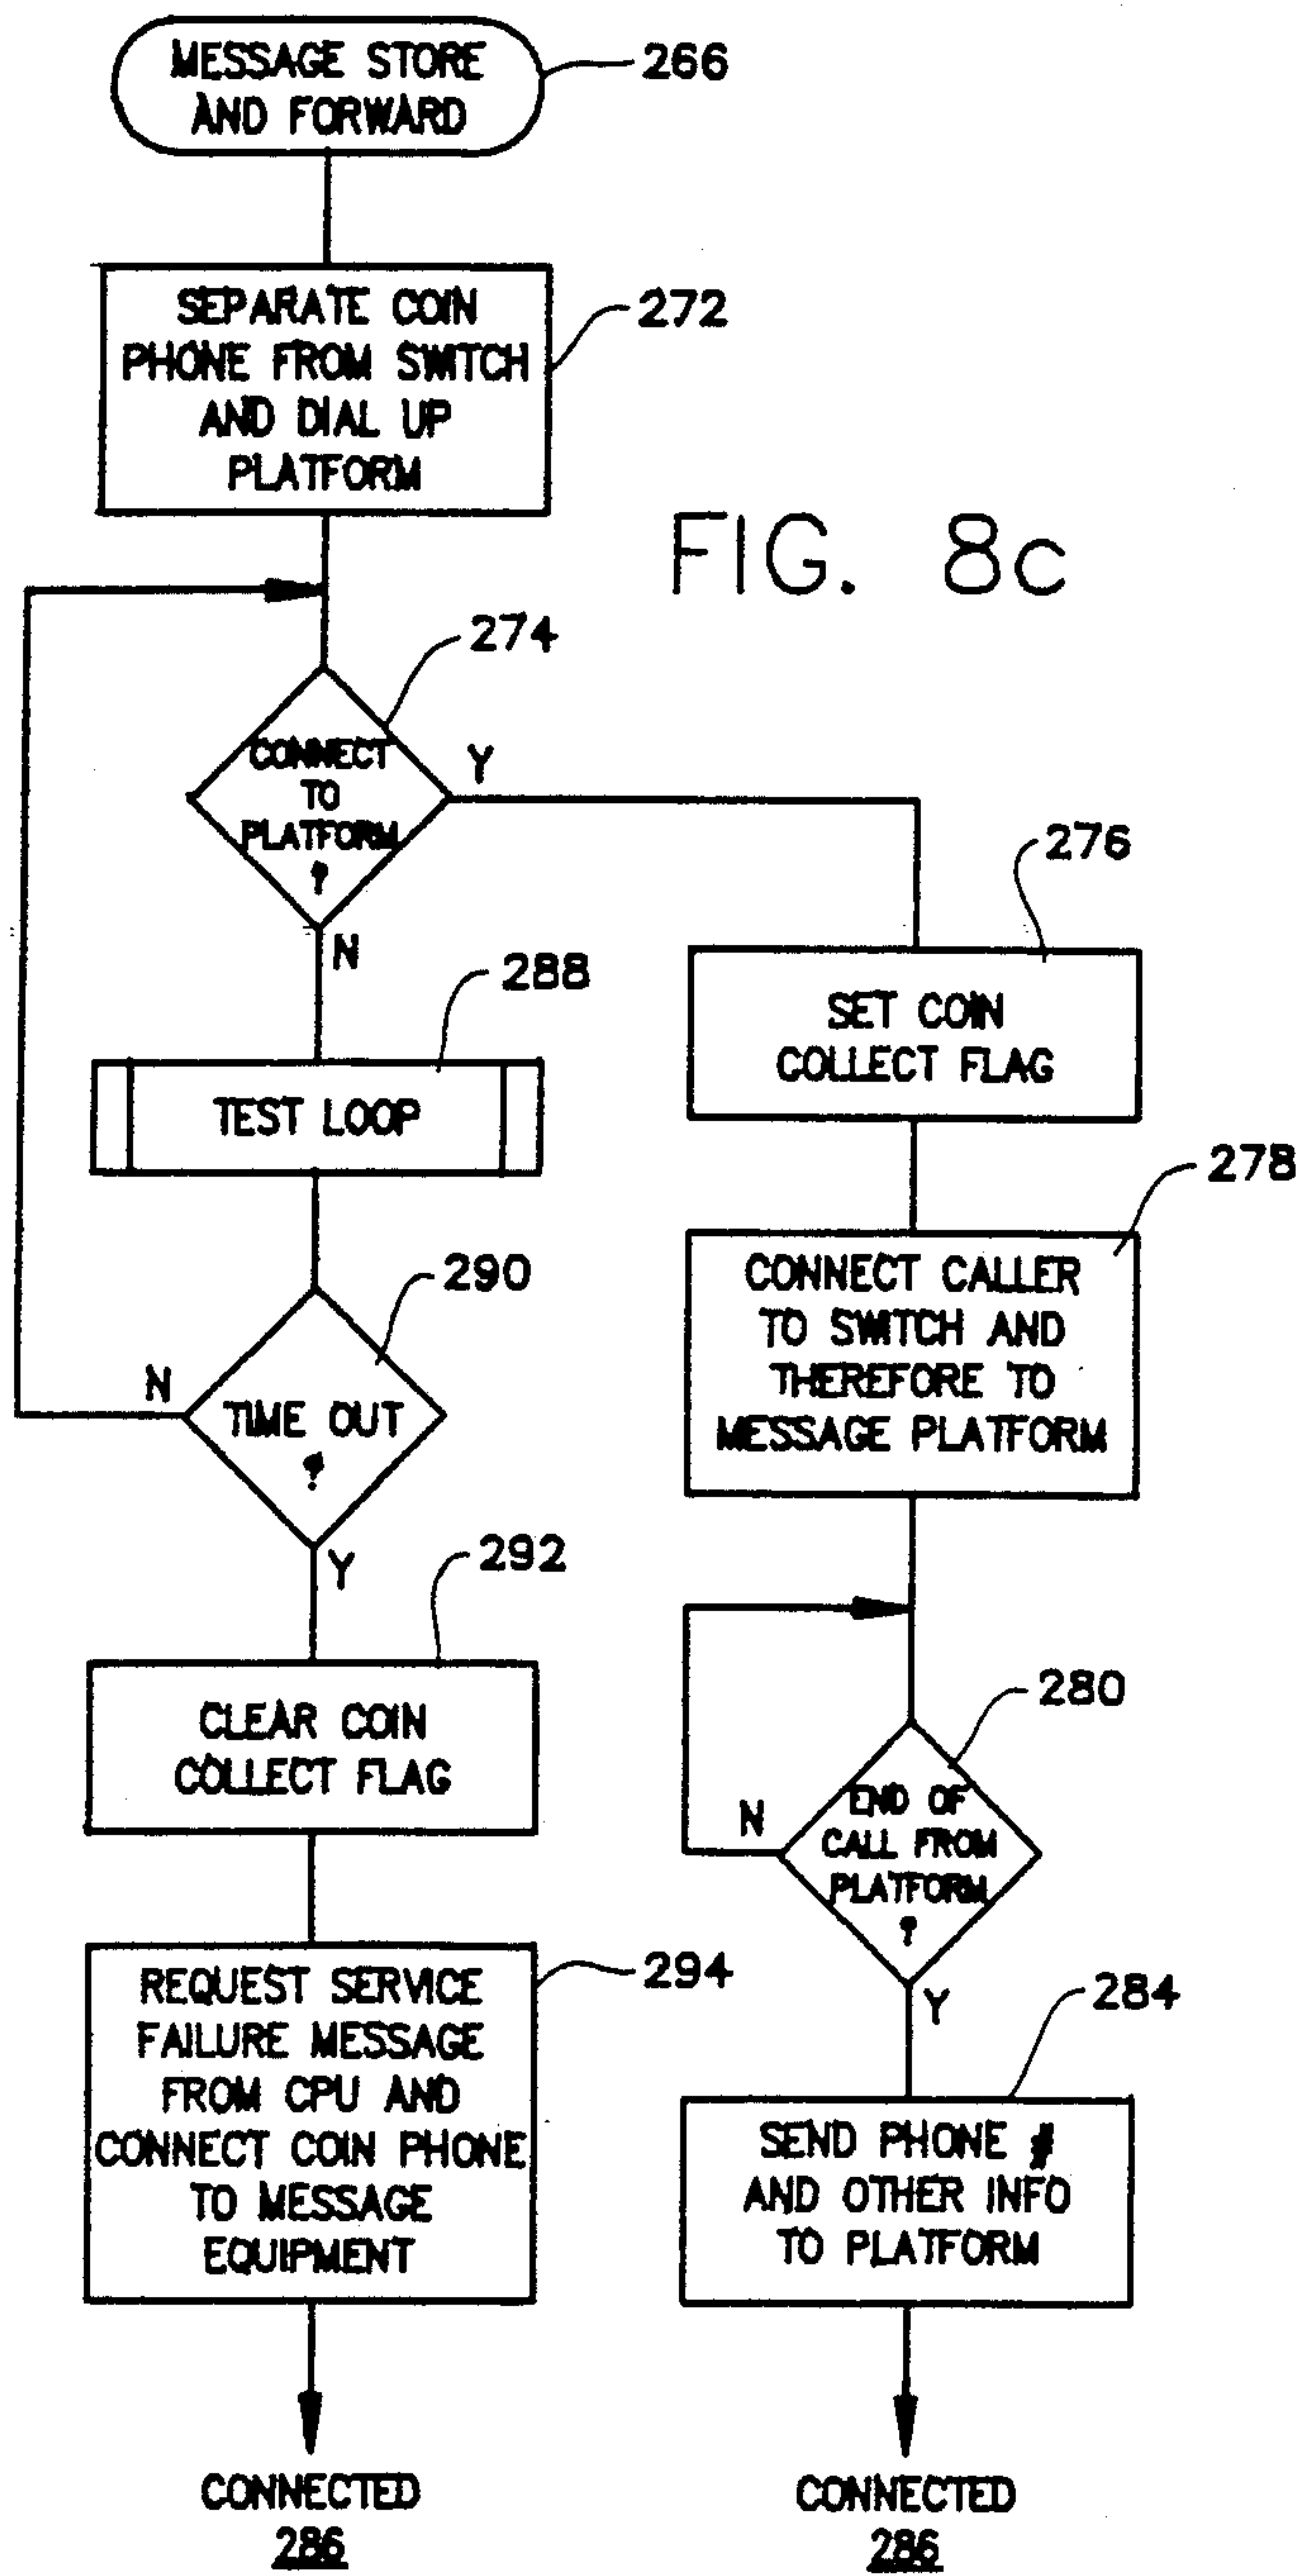 MESSAGE STORE
AND FORWARD
266
SEPARATE COIN
PHONE FROM SWITCH
AND DIAL UP
PLATFORM
272
FIG. 8c
274
CONNECT
TO
PLATFORM
?
Y
N
276
SET COIN
COLLECT FLAG
288
TEST LOOP
278
CONNECT CALLER
TO SWITCH AND
THEREFORE TO
MESSAGE PLATFORM
290
TIME OUT
?
N
Y
292
CLEAR COIN
COLLECT FLAG
280
END OF
CALL FROM
PLATFORM
?
N
Y
294
REQUEST SERVICE
FAILURE MESSAGE
FROM CPU AND
CONNECT COIN PHONE
TO MESSAGE
EQUIPMENT
284
SEND PHONE #
AND OTHER INFO
TO PLATFORM
CONNECTED
286
CONNECTED
286